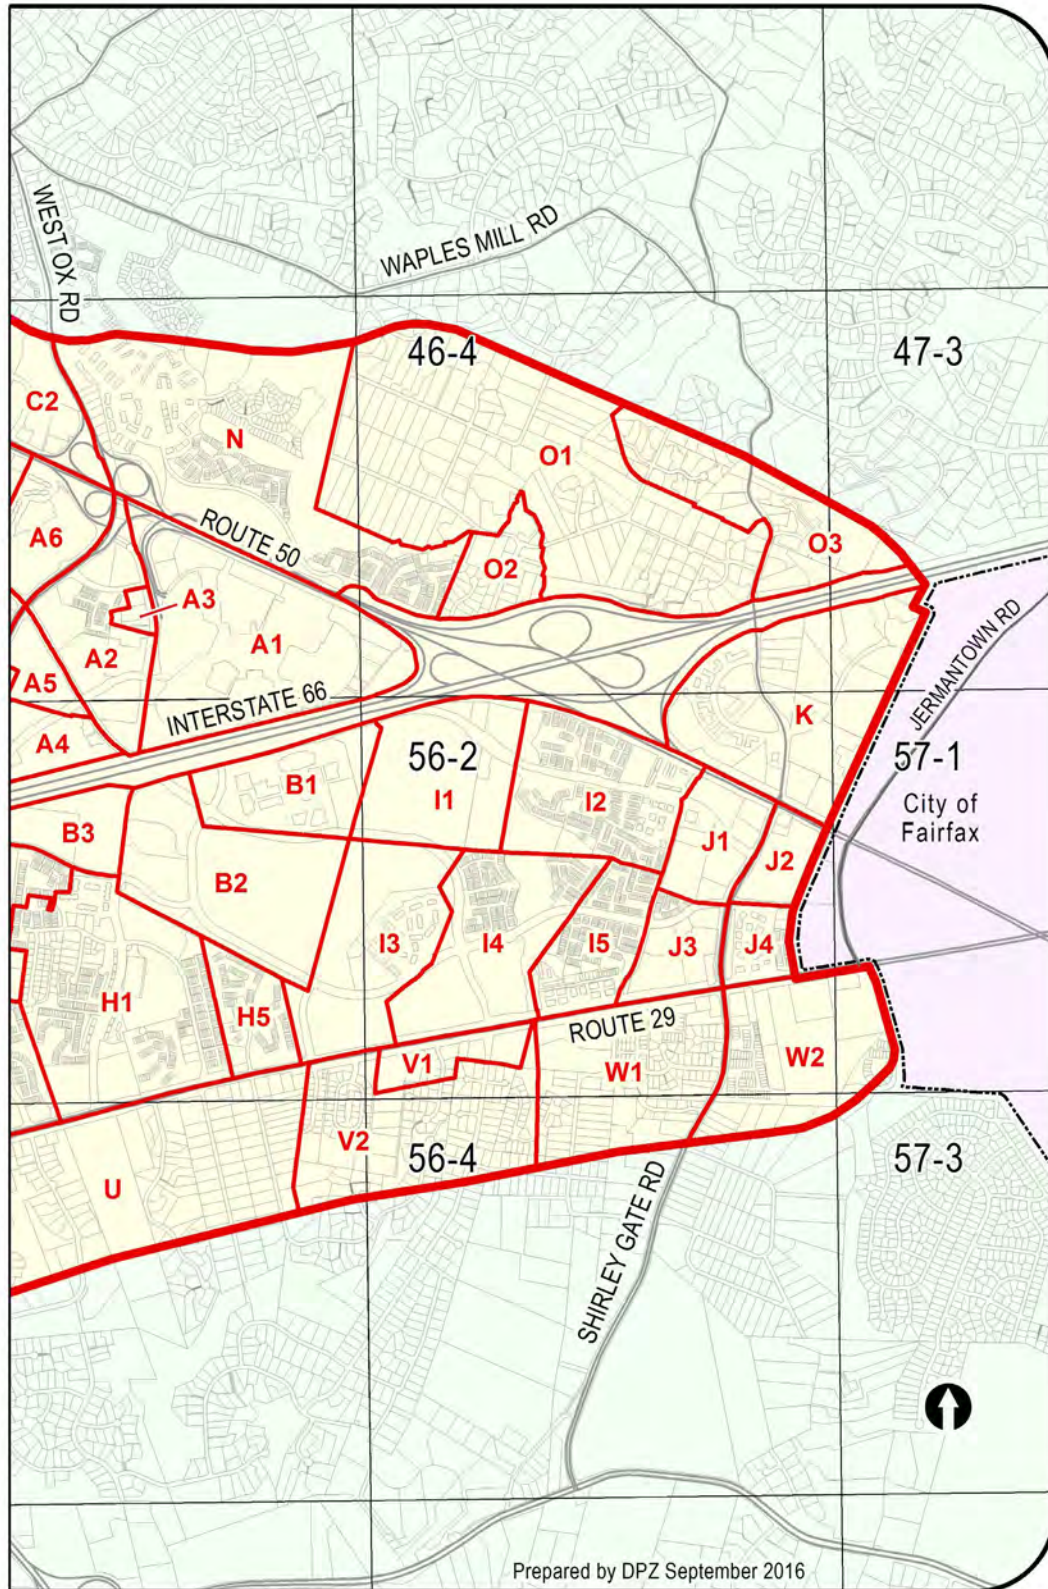 WEST OX RD
WAPLES MILL RD
46-4
47-3
C2
N
O1
ROUTE 50
A6
O3
O2
A3
A1
A2
JERMANTOWN RD
A5
INTERSTATE 66
K
A4
56-2
57-1
B1
I1
I2
City of
Fairfax
B3
J1
J2
B2
I3
I4
I5
J3
J4
H1
H5
ROUTE 29
V1
W1
W2
V2
56-4
57-3
U
SHIRLEY GATE RD
Prepared by DPZ September 2016